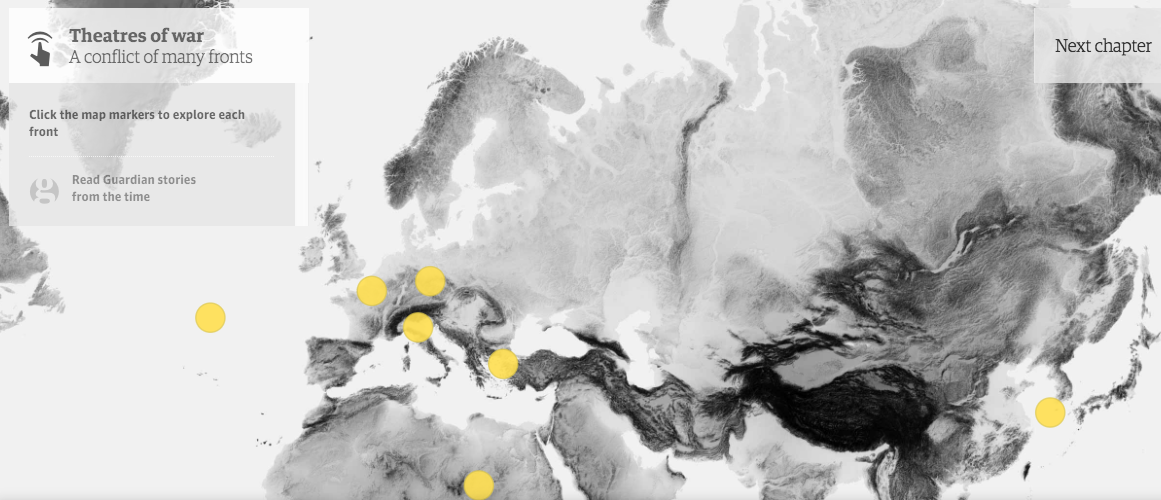 Theatres of war
A conflict of many fronts
Next chapter
Click the map markers to explore each
front
g
Read Guardian stories
from the time